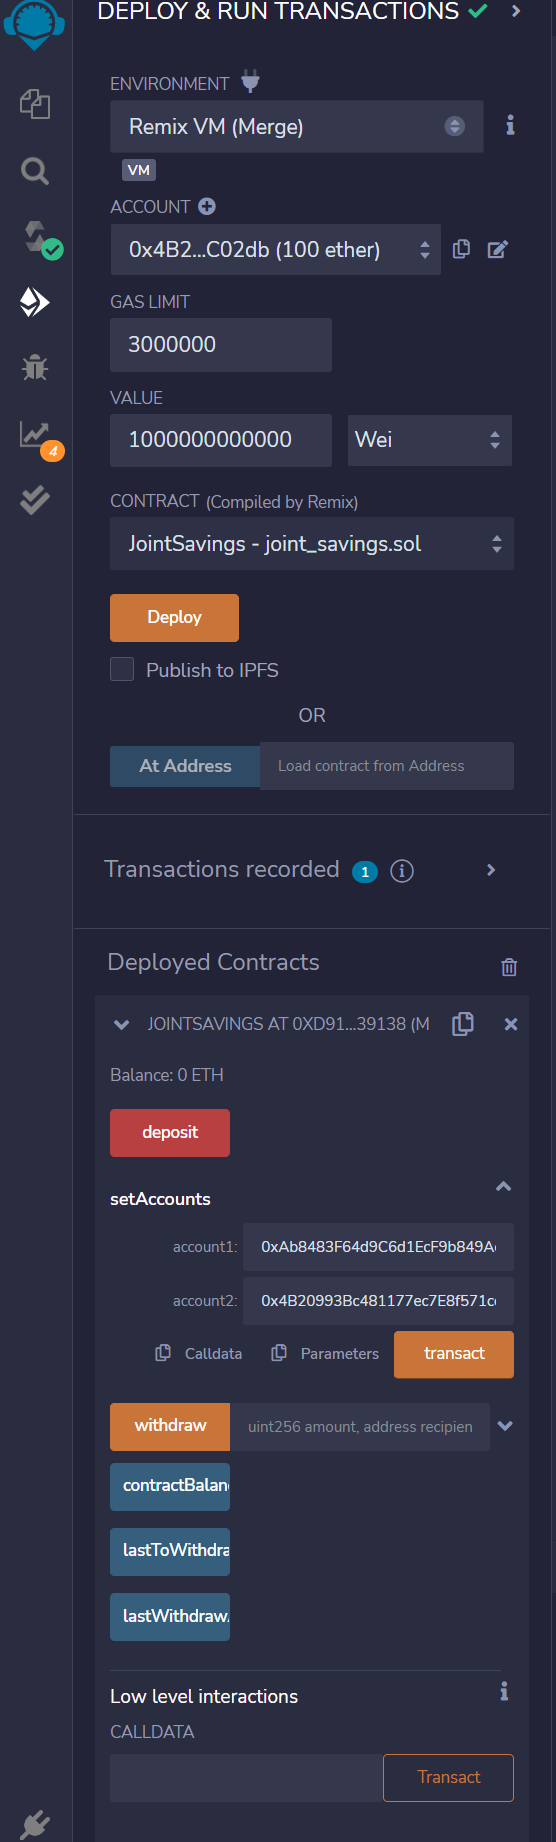 DEPLOY & RUN TRANSACTIONS
ENVIRONMENT
Remix VM (Merge)
VM
ACCOUNT
0x4B2...C02db (100 ether)
GAS LIMIT
3000000
VALUE
1000000000000 Wei
CONTRACT (Compiled by Remix)
JointSavings - joint_savings.sol
Deploy
Publish to IPFS
OR
At Address Load contract from Address
4
Transactions recorded 1
Deployed Contracts
JOINTSAVINGS AT 0XD91...39138 (M
Balance: 0 ETH
deposit
setAccounts
account1: 0xAb8483F64d9C6d1EcF9b849A
account2: 0x4B20993Bc481177ec7E8f571c
Calldata Parameters transact
withdraw uint256 amount, address recipien
contractBalan
lastToWithdra
lastWithdraw
Low level interactions
CALLDATA
Transact